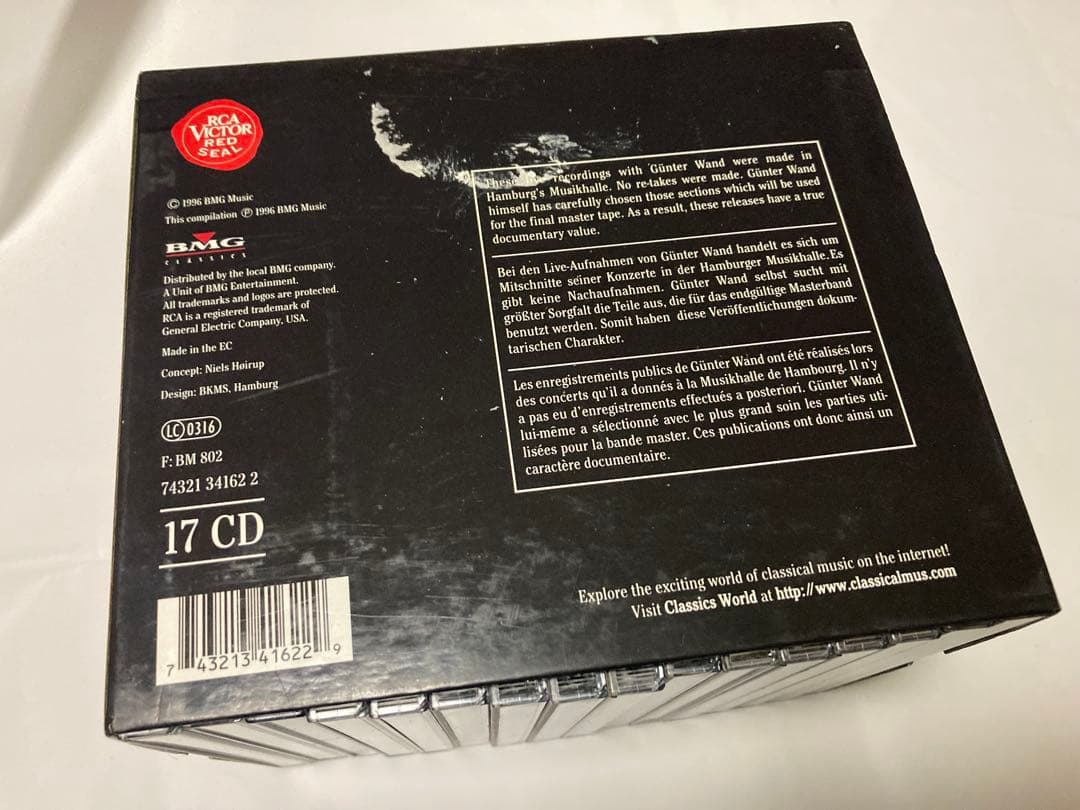 RCA
VICTOR
RED
SEAL
© 1996 BMG Music
This compilation ℗ 1996 BMG Music
BMG
CLASSICS
Distributed by the local BMG company.
A Unit of BMG Entertainment.
All trademarks and logos are protected.
RCA is a registered trademark of
General Electric Company, USA.
Made in the EC
Concept: Niels Høirup
Design: BKMS, Hamburg
LC 0316
F: BM 802
74321 34162 2
17 CD
7 43213 41622 9
These recordings with Günter Wand were made in
Hamburg's Musikhalle. No re-takes were made. Günter Wand
himself has carefully chosen those sections which will be used
for the final master tape. As a result, these releases have a true
documentary value.
Bei den Live-Aufnahmen von Günter Wand handelt es sich um
Mitschnitte seiner Konzerte in der Hamburger Musikhalle. Es
gibt keine Nachaufnahmen. Günter Wand selbst sucht mit
größter Sorgfalt die Teile aus, die für das endgültige Masterband
benutzt werden. Somit haben diese Veröffentlichungen dokum-
tarischen Charakter.
Les enregistrements publics de Günter Wand ont été réalisés lors
des concerts qu'il a donnés à la Musikhalle de Hambourg. Il n'y
a pas eu d'enregistrements effectués a posteriori. Günter Wand
lui-même a sélectionné avec le plus grand soin les parties uti-
lisées pour la bande master. Ces publications ont donc ainsi un
caractère documentaire.
Explore the exciting world of classical music on the internet!
Visit Classics World at http://www.classicalmus.com